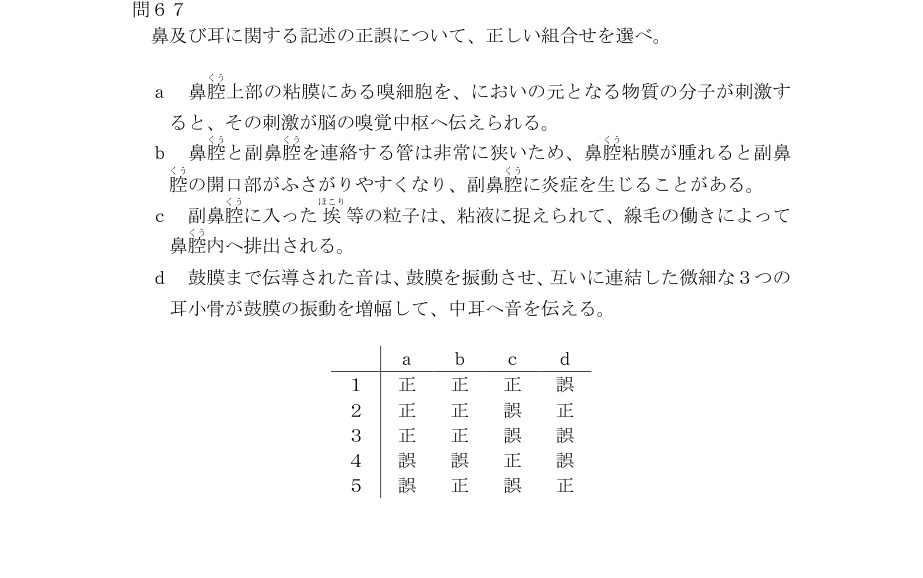 問６７
鼻及び耳に関する記述の正誤について、正しい組合せを選べ。
a 鼻腔上部の粘膜にある嗅細胞を、においの元となる物質の分子が刺激す
ると、その刺激が脳の嗅覚中枢へ伝えられる。
b 鼻腔と副鼻腔を連絡する管は非常に狭いため、鼻腔粘膜が腫れると副鼻
腔の開口部がふさがりやすくなり、副鼻腔に炎症を生じることがある。
c 副鼻腔に入った埃等の粒子は、粘液に捉えられて、線毛の働きによって
鼻腔内へ排出される。
d 鼓膜まで伝導された音は、鼓膜を振動させ、互いに連結した微細な３つの
耳小骨が鼓膜の振動を増幅して、中耳へ音を伝える。
a b c d
1 正 正 正 誤
2 正 正 誤 正
3 正 正 誤 誤
4 誤 誤 正 誤
5 誤 正 誤 正